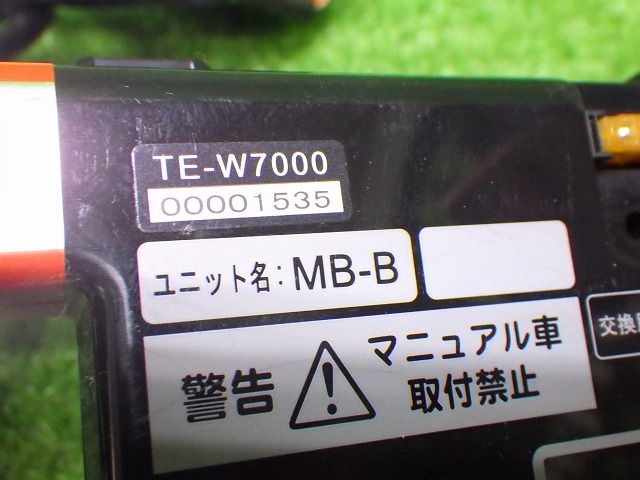 TE-W7000
00001535
ユニット名: MB-B
警告
マニュアル車
取付禁止
交換